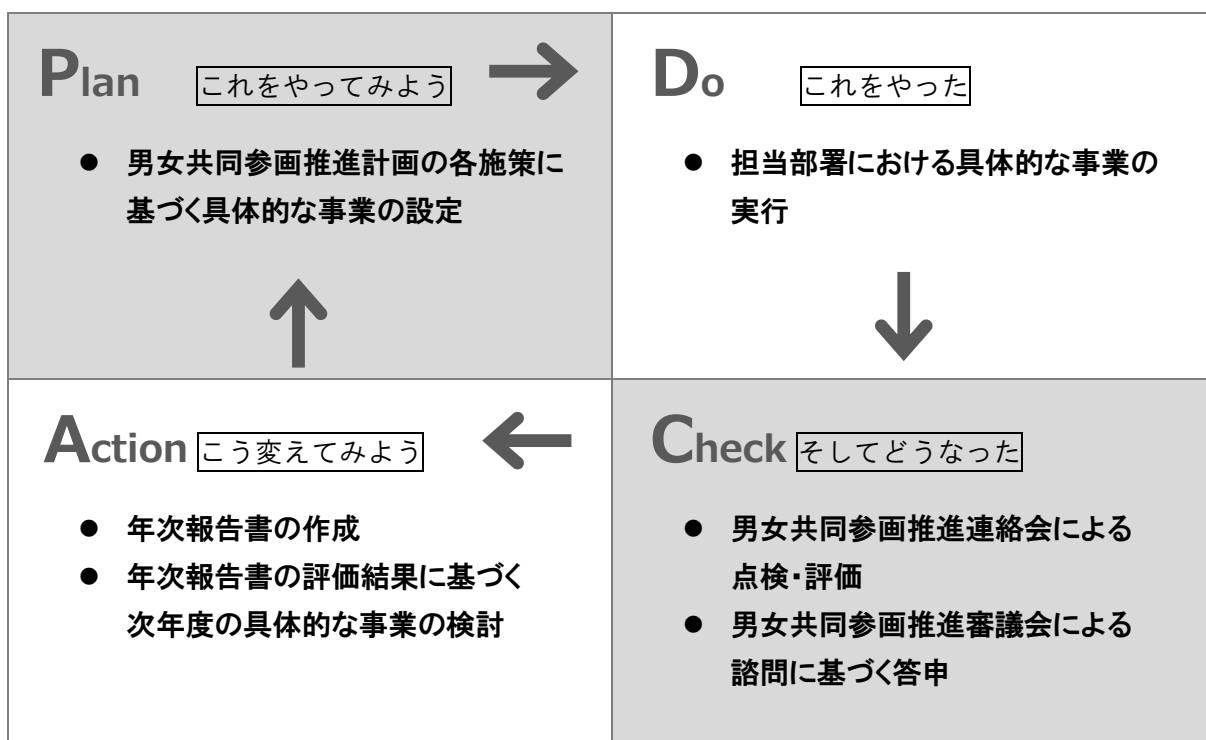 Plan これをやってみよう
● 男女共同参画推進計画の各施策に
基づく具体的な事業の設定
Do これをやった
● 担当部署における具体的な事業の
実行
Action こう変えてみよう
● 年次報告書の作成
● 年次報告書の評価結果に基づく
次年度の具体的な事業の検討
Check そしてどうなった
● 男女共同参画推進連絡会による
点検・評価
● 男女共同参画推進審議会による
諮問に基づく答申